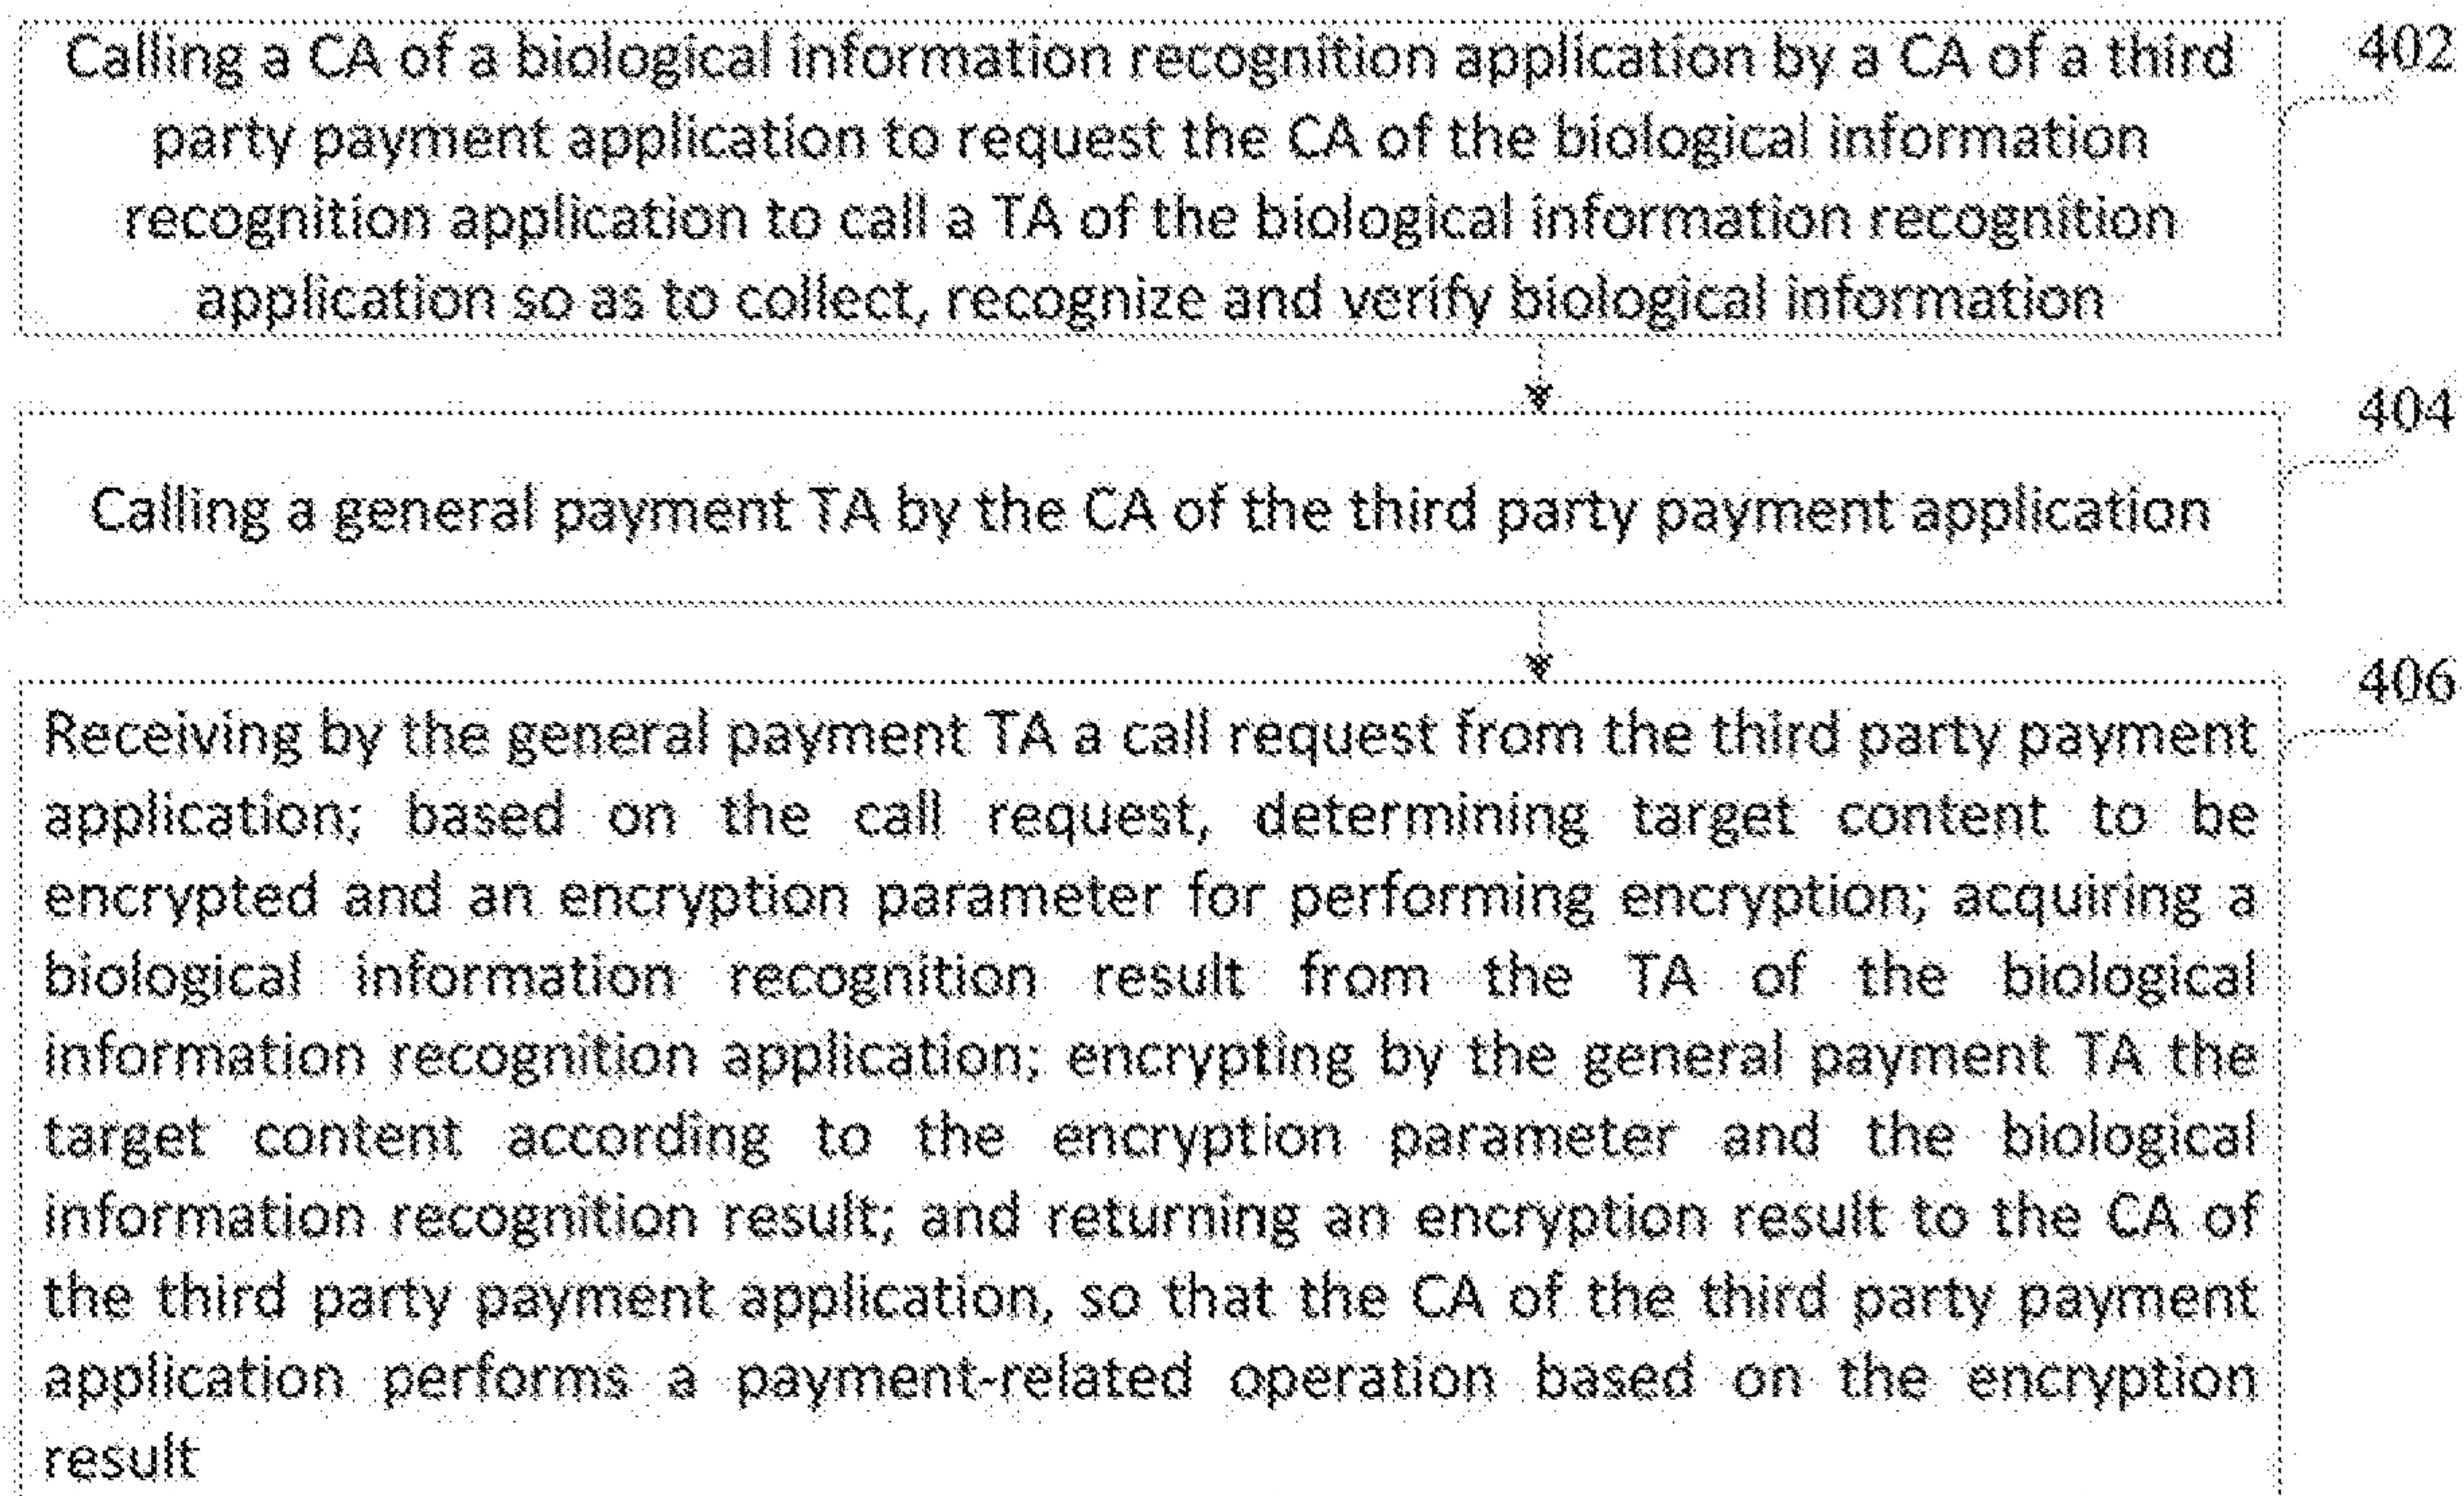 Calling a CA of a biological information recognition application by a CA of a third
402
party payment application to request the CA of the biological information
recognition application to call a TA of the biological information recognition
application so as to collect, recognize and verify biological information
404
Calling a general payment TA by the CA of the third party payment application
406
Receiving by the general payment TA a call request from the third party payment
application; based on the call request, determining target content to be
encrypted and an encryption parameter for performing encryption; acquiring a
biological information recognition result from the TA of the biological
information recognition application; encrypting by the general payment TA the
target content according to the encryption parameter and the biological
information recognition result; and returning an encryption result to the CA of
the third party payment application, so that the CA of the third party payment
application performs a payment-related operation based on the encryption
result